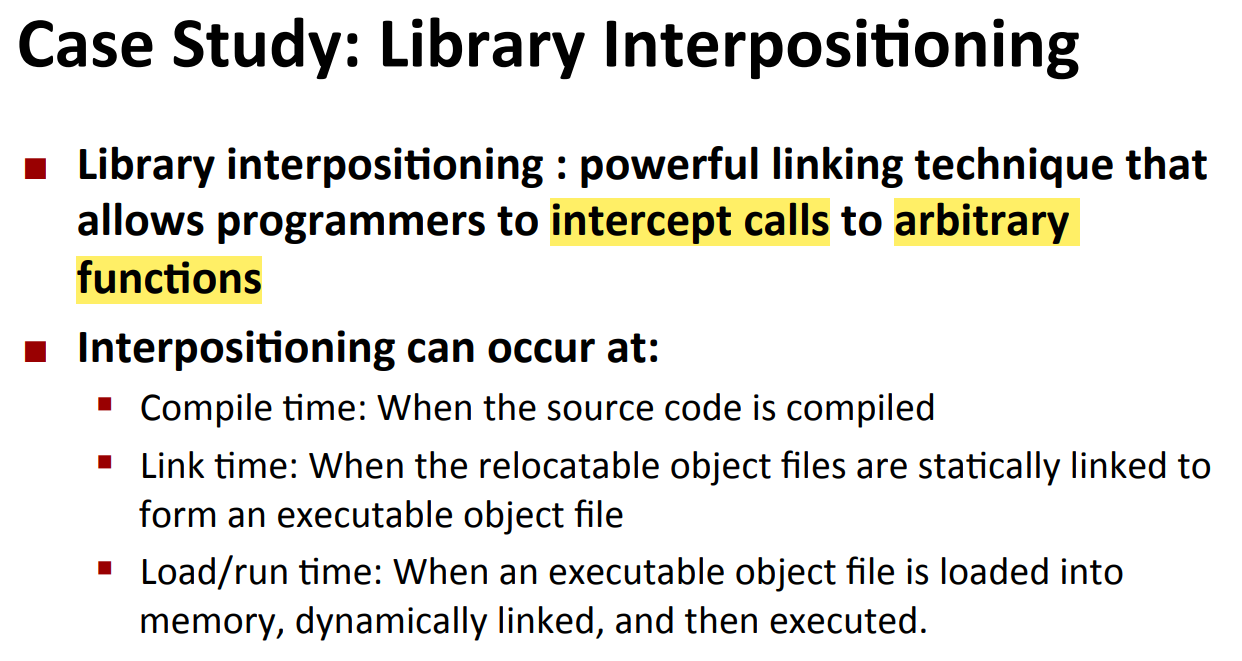 Case Study: Library Interpositioning
■ Library interpositioning : powerful linking technique that
allows programmers to intercept calls to arbitrary
functions
■ Interpositioning can occur at:
▪ Compile time: When the source code is compiled
▪ Link time: When the relocatable object files are statically linked to
form an executable object file
▪ Load/run time: When an executable object file is loaded into
memory, dynamically linked, and then executed.